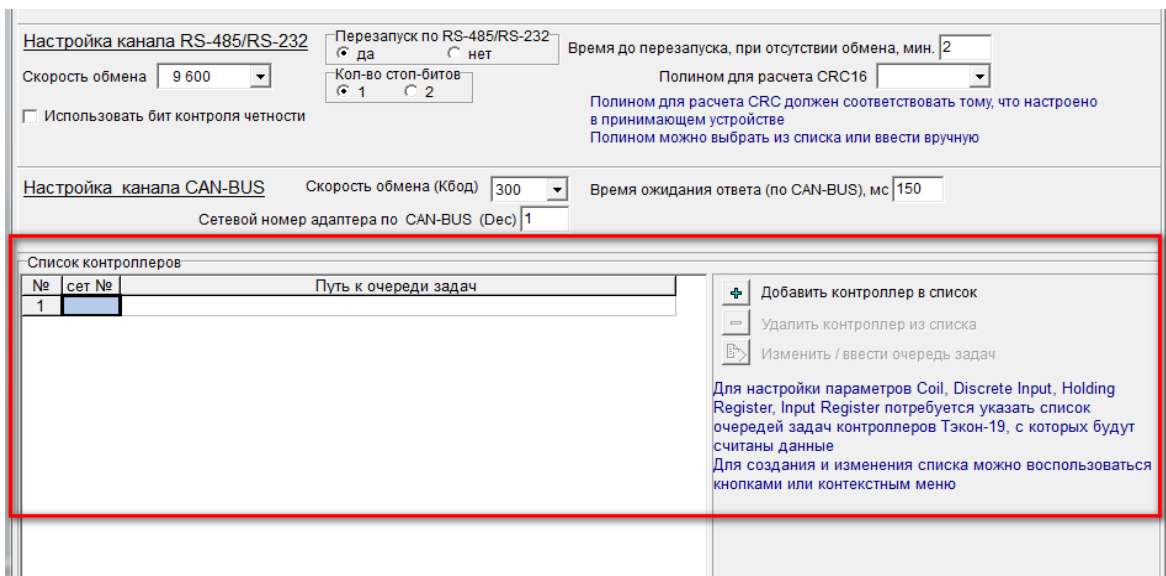 Настройка канала RS-485/RS-232
Перезапуск по RS-485/RS-232
да нет
Время до перезапуска, при отсутствии обмена, мин. 2
Скорость обмена 9 600
Кол-во стоп-битов
1 2
Полином для расчета CRC16
Использовать бит контроля четности
Полином для расчета CRC должен соответствовать тому, что настроено
в принимающем устройстве
Полином можно выбрать из списка или ввести вручную
Настройка канала CAN-BUS
Скорость обмена (Кбод) 300
Время ожидания ответа (по CAN-BUS), мс 150
Сетевой номер адаптера по CAN-BUS (Dec) 1
Список контроллеров
№ сет № Путь к очереди задач
1
Добавить контроллер в список
Удалить контроллер из списка
Изменить / ввести очередь задач
Для настройки параметров Coil, Discrete Input, Holding
Register, Input Register потребуется указать список
очередей задач контроллеров Тэкон-19, с которых будут
считаны данные
Для создания и изменения списка можно воспользоваться
кнопками или контекстным меню